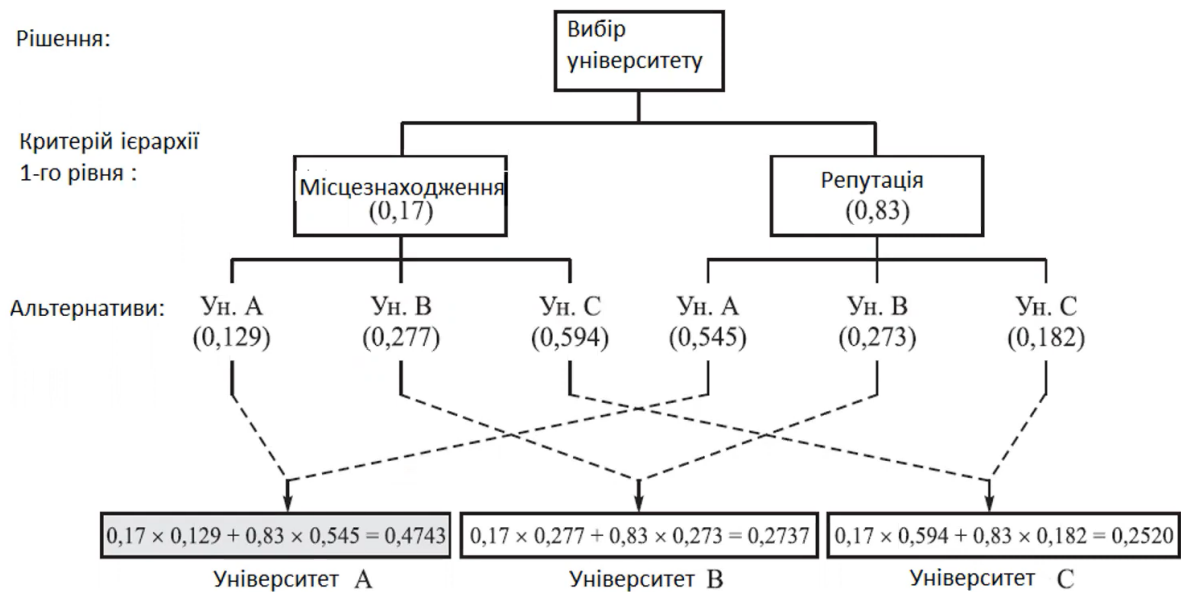 Рішення:
Вибір
університету
Критерій ієрархії
1-го рівня :
Місцезнаходження
(0,17)
Репутація
(0,83)
Альтернативи:
Ун. A
(0,129)
Ун. B
(0,277)
Ун. C
(0,594)
Ун. A
(0,545)
Ун. B
(0,273)
Ун. C
(0,182)
0,17 × 0,129 + 0,83 × 0,545 = 0,4743
0,17 × 0,277 + 0,83 × 0,273 = 0,2737
0,17 × 0,594 + 0,83 × 0,182 = 0,2520
Університет A
Університет B
Університет C